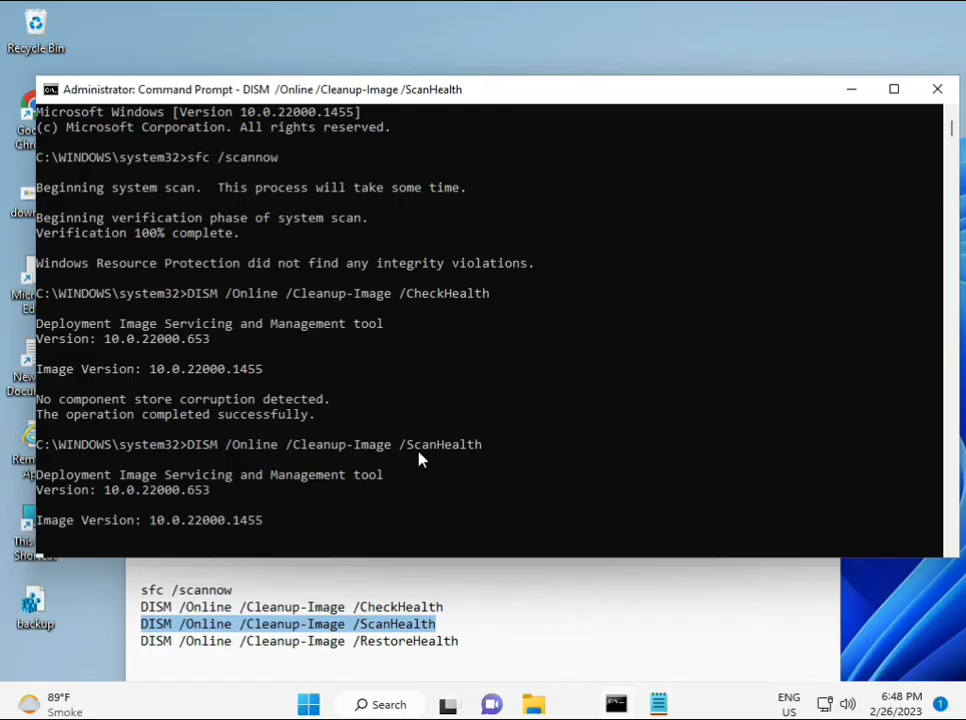 Recycle Bin
Administrator: Command Prompt - DISM  /Online /Cleanup-Image /ScanHealth
Microsoft Windows [Version 10.0.22000.1455]
(c) Microsoft Corporation. All rights reserved.
C:\WINDOWS\system32>sfc /scannow
Beginning system scan.  This process will take some time.
Beginning verification phase of system scan.
Verification 100% complete.
Windows Resource Protection did not find any integrity violations.
C:\WINDOWS\system32>DISM /Online /Cleanup-Image /CheckHealth
Deployment Image Servicing and Management tool
Version: 10.0.22000.653
Image Version: 10.0.22000.1455
No component store corruption detected.
The operation completed successfully.
C:\WINDOWS\system32>DISM /Online /Cleanup-Image /ScanHealth
Deployment Image Servicing and Management tool
Version: 10.0.22000.653
Image Version: 10.0.22000.1455
This
backup
sfc /scannow
DISM /Online /Cleanup-Image /CheckHealth
DISM /Online /Cleanup-Image /ScanHealth
DISM /Online /Cleanup-Image /RestoreHealth
89°F
Smoke
Search
ENG
US
6:48 PM
2/26/2023
1